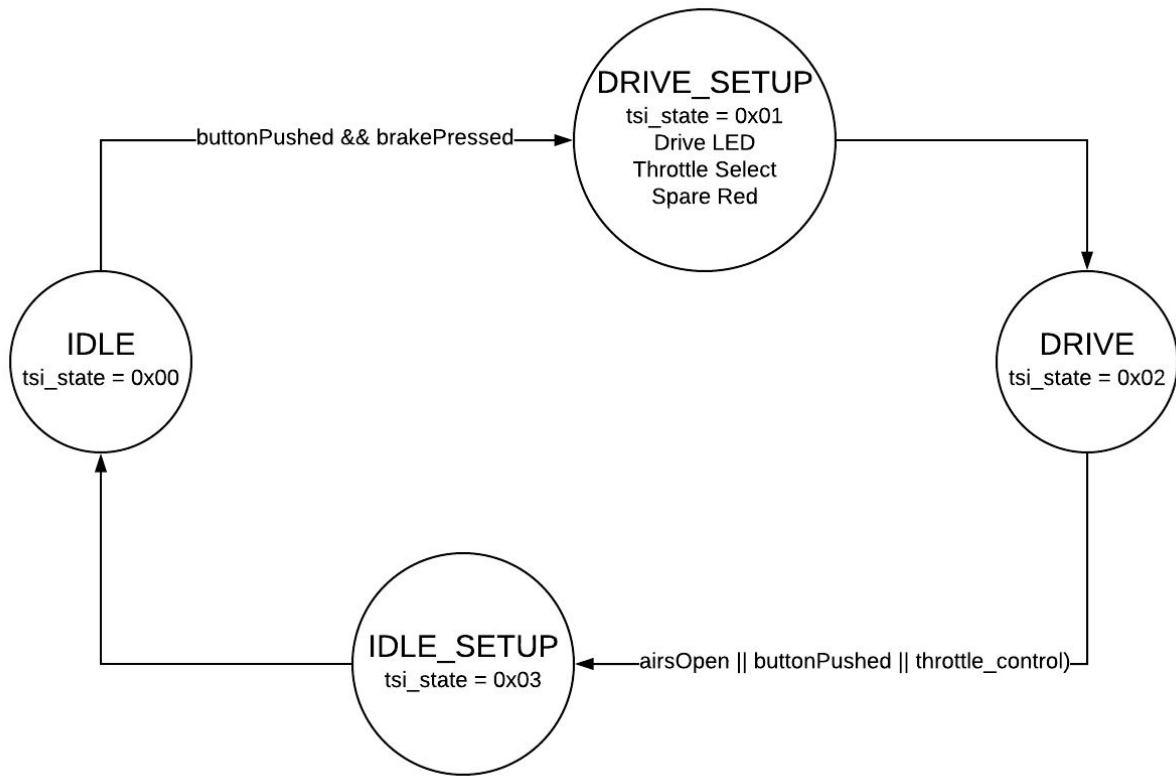 DRIVE_SETUP
tsi_state = 0x01
Drive LED
Throttle Select
Spare Red
buttonPushed && brakePressed
IDLE
tsi_state = 0x00
DRIVE
tsi_state = 0x02
IDLE_SETUP
tsi_state = 0x03
airsOpen || buttonPushed || throttle_control)